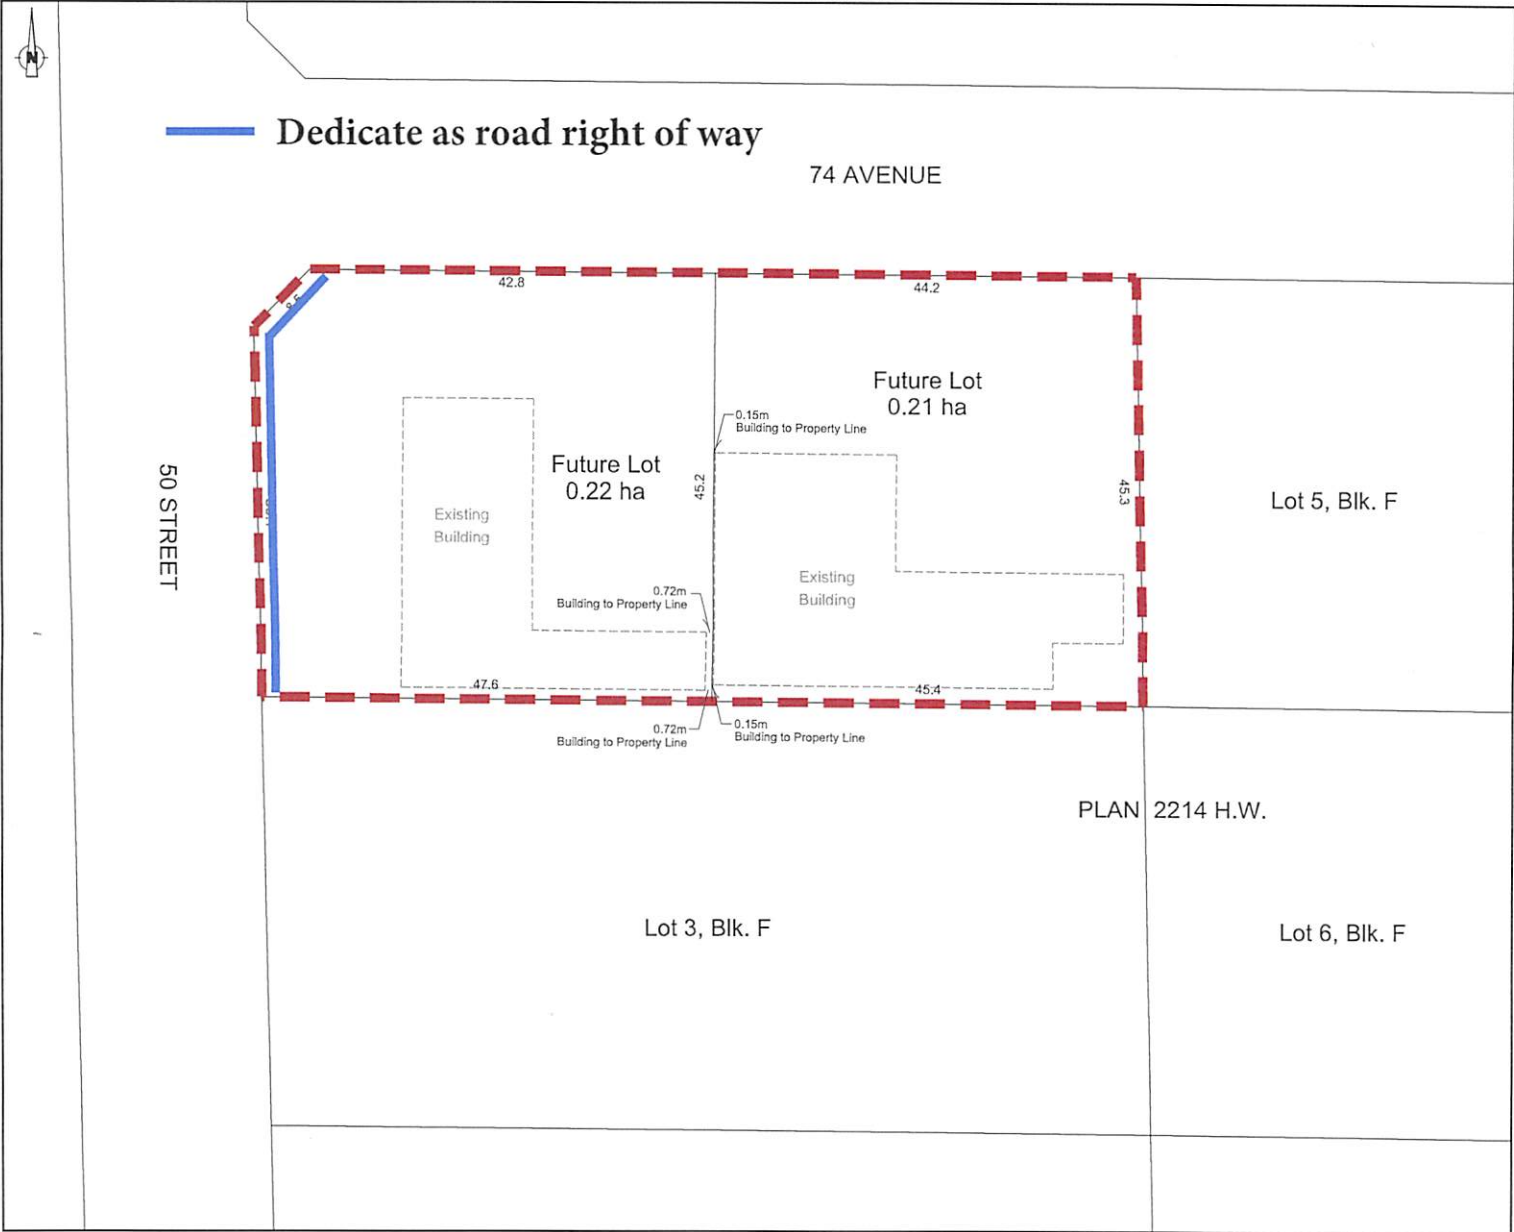 N
Dedicate as road right of way
74 AVENUE
42.8
44.2
Future Lot
0.21 ha
0.15m
Building to Property Line
Future Lot
0.22 ha
45.2
45.3
50 STREET
Existing
Building
Lot 5, Blk. F
Existing
Building
0.72m
Building to Property Line
47.6
45.4
0.72m
Building to Property Line
0.15m
Building to Property Line
PLAN 2214 H.W.
Lot 3, Blk. F
Lot 6, Blk. F